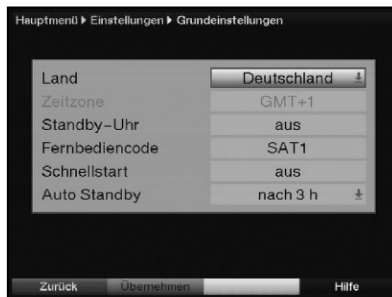 Hauptmenü Einstellungen Grundeinstellungen
Land Deutschland
Zeitzone GMT+1
Standby-Uhr aus
Fernbediencode SAT1
Schnellstart aus
Auto Standby nach 3 h
Zurück Übernehmen Hilfe